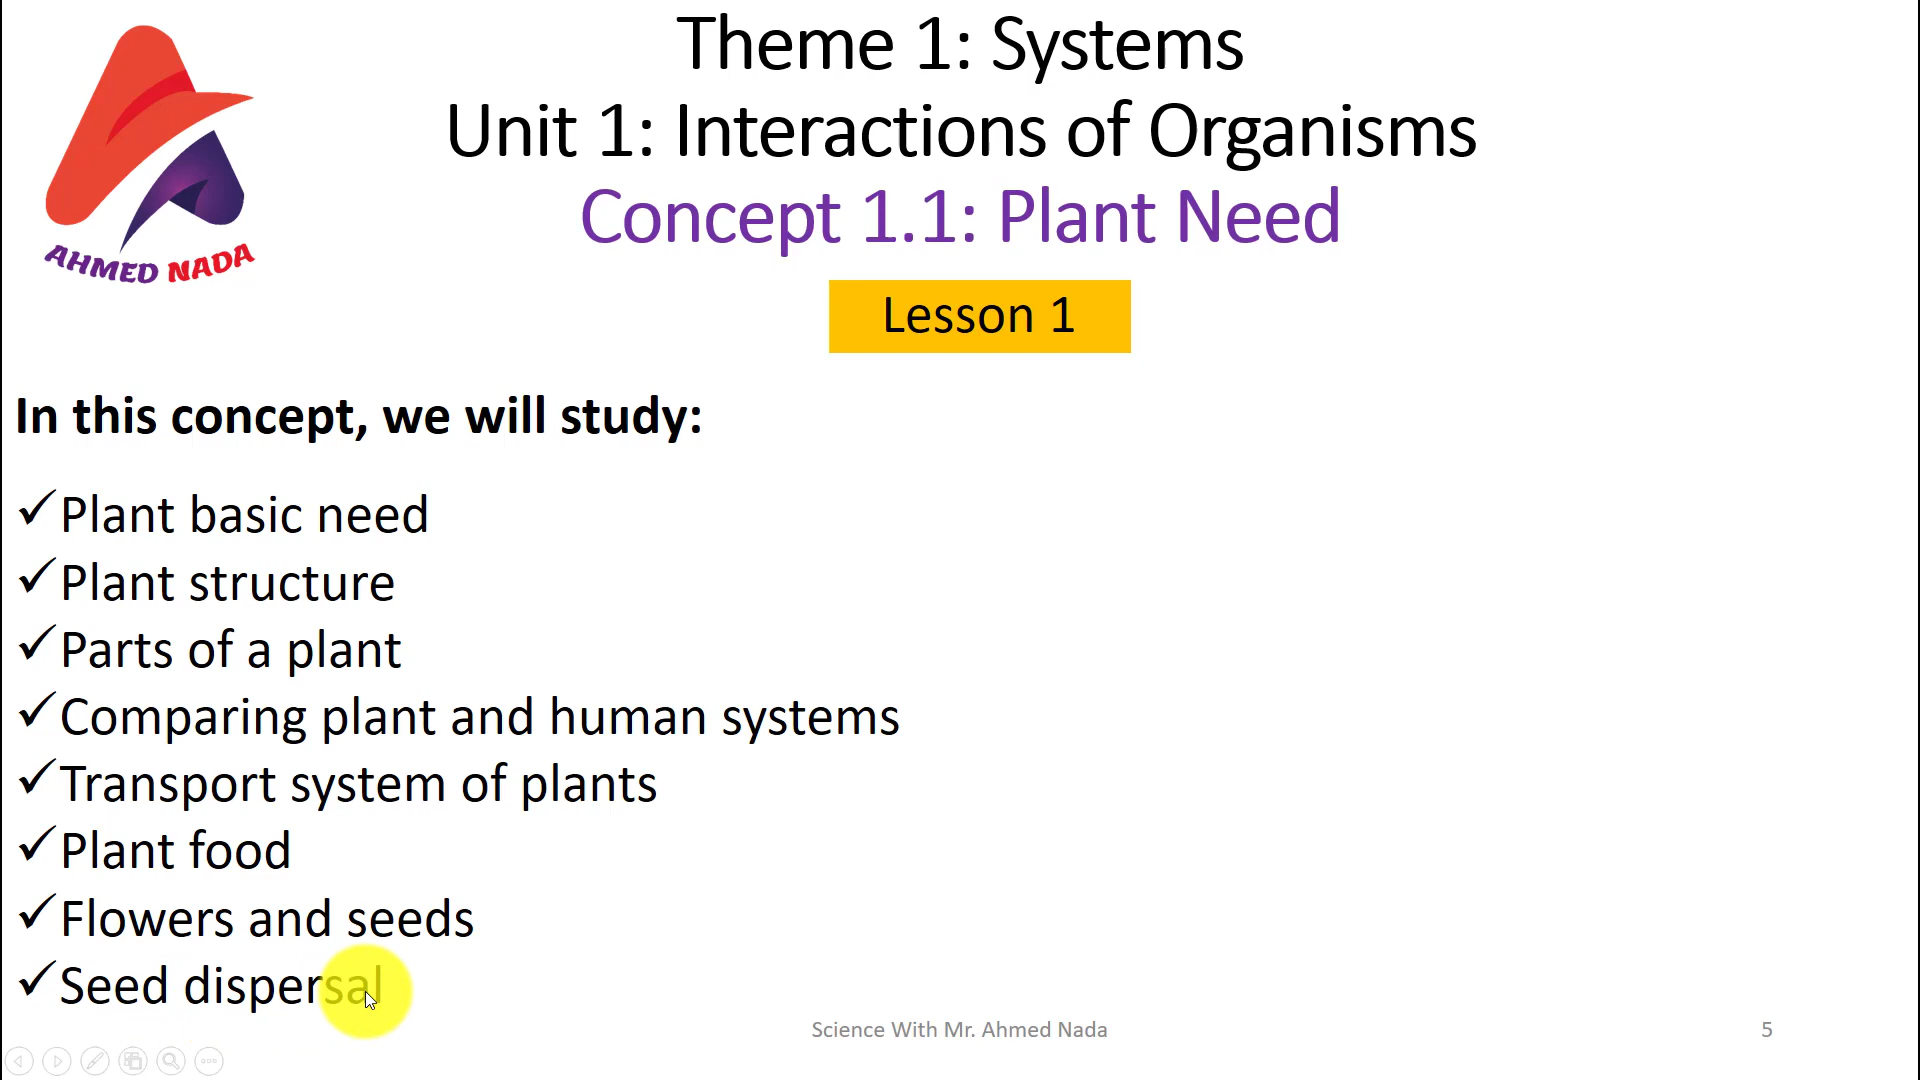 Theme 1: Systems
Unit 1: Interactions of Organisms
Concept 1.1: Plant Need
AHMED NADA
Lesson 1
In this concept, we will study:
✓Plant basic need
✓Plant structure
✓Parts of a plant
✓Comparing plant and human systems
✓Transport system of plants
✓Plant food
✓Flowers and seeds
✓Seed dispersal
Science With Mr. Ahmed Nada
5